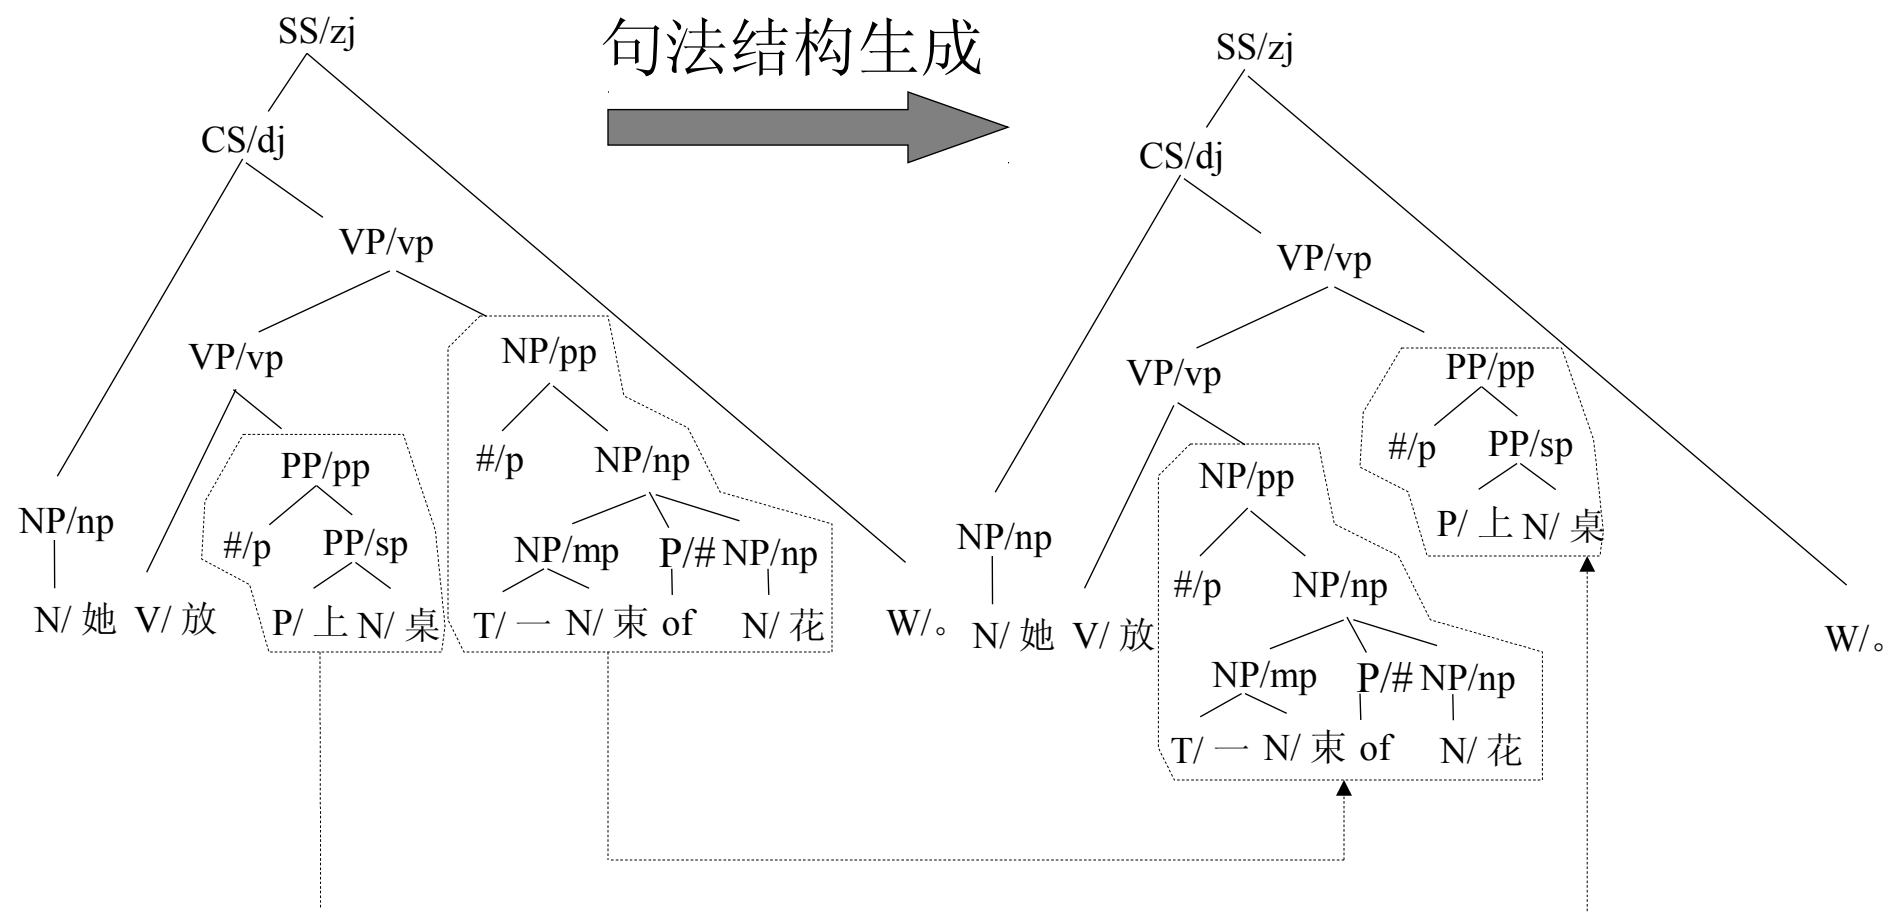 SS/zj
句法结构生成
SS/zj
CS/dj
CS/dj
VP/vp
VP/vp
VP/vp
NP/pp
VP/vp
PP/pp
PP/pp
#/p
NP/np
NP/pp
#/p
PP/sp
NP/np
#/p
PP/sp
NP/mp
P/#
NP/np
NP/np
P/ 上
N/ 桌
#/p
NP/np
N/ 她
V/ 放
P/ 上
N/ 桌
T/ 一
N/ 束
of
N/ 花
W/。
N/ 她
V/ 放
W/。
NP/mp
P/#
NP/np
T/ 一
N/ 束
of
N/ 花